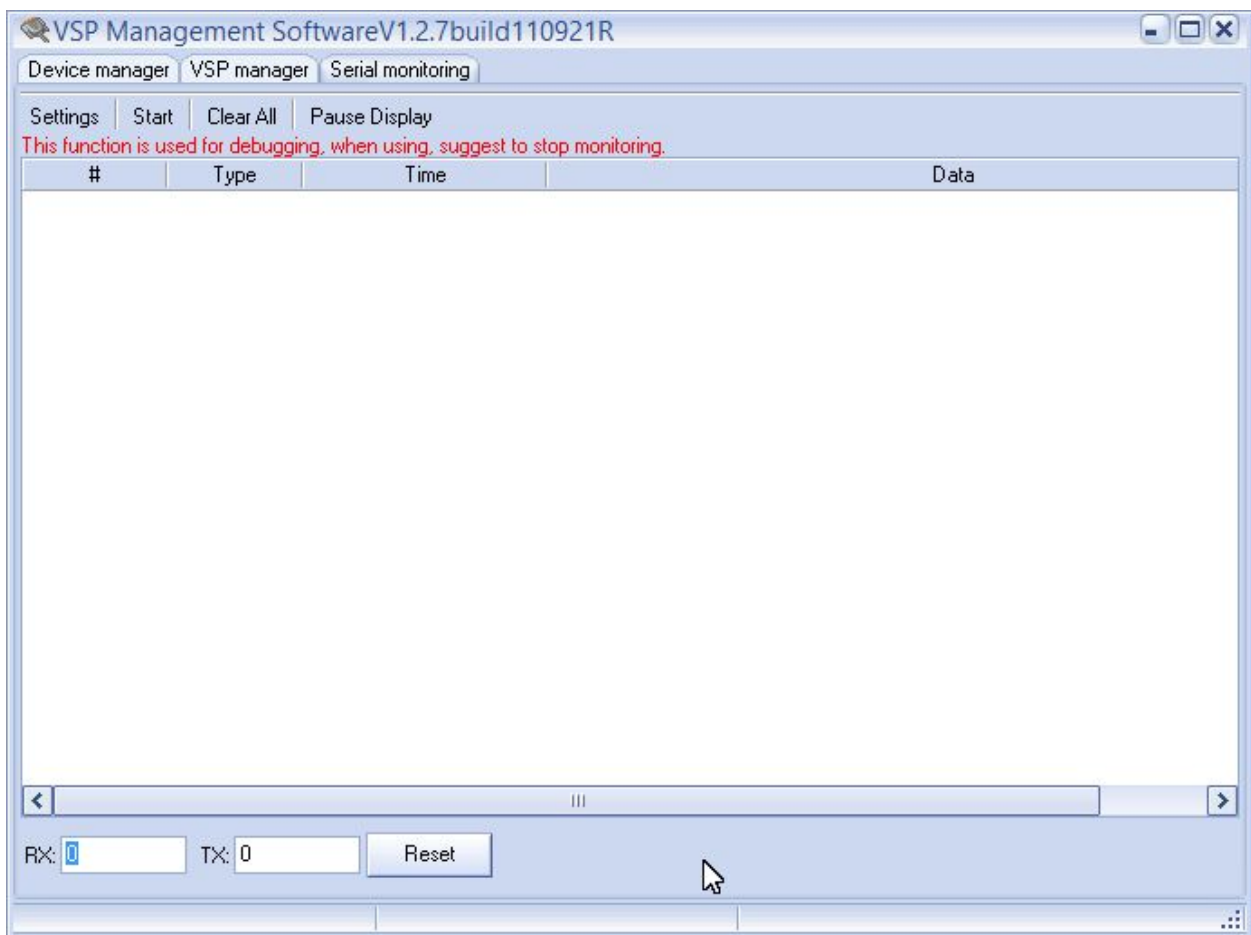 VSP Management SoftwareV1.2.7build110921R
Device manager VSP manager Serial monitoring
Settings Start Clear All Pause Display
This function is used for debugging, when using, suggest to stop monitoring.
# Type Time Data
RX: 0 TX: 0 Reset